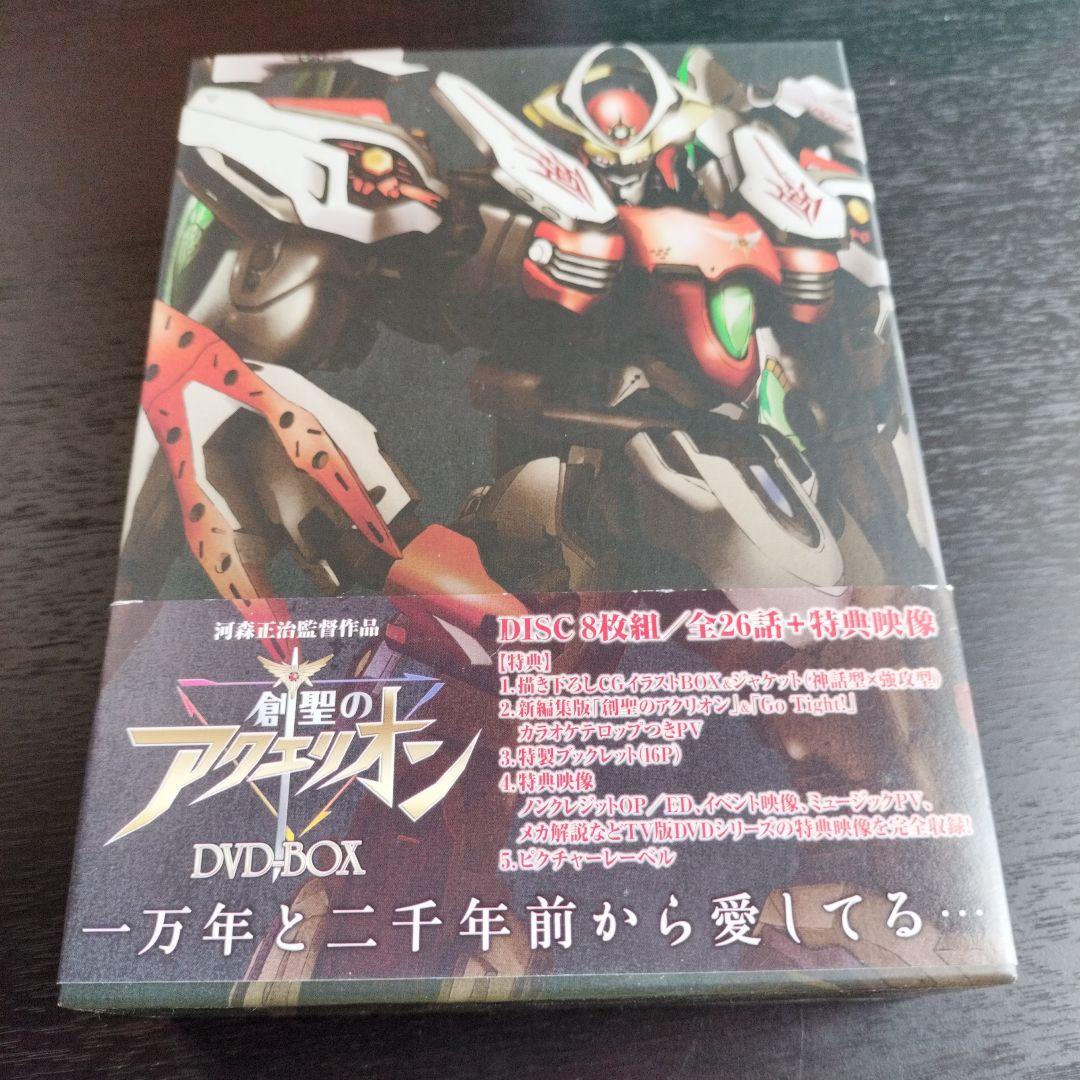 河森正治監督作品
創聖の
アクエリオン
DVD-BOX
DISC 8枚組／全26話＋特典映像
【特典】
1.描き下ろしCGイラストBOX&ジャケット(神話型×強攻型)
2.新編集版「創聖のアクリオン」&「Go Tight!」
カラオケテロップつきPV
3.特製ブックレット(16P)
4.特典映像
ノンクレジットOP／ED、イベント映像、ミュージックPV、
メカ解説などTV版DVDシリーズの特典映像を完全収録!
5.ピクチャーレーベル
一万年と二千年前から愛してる…